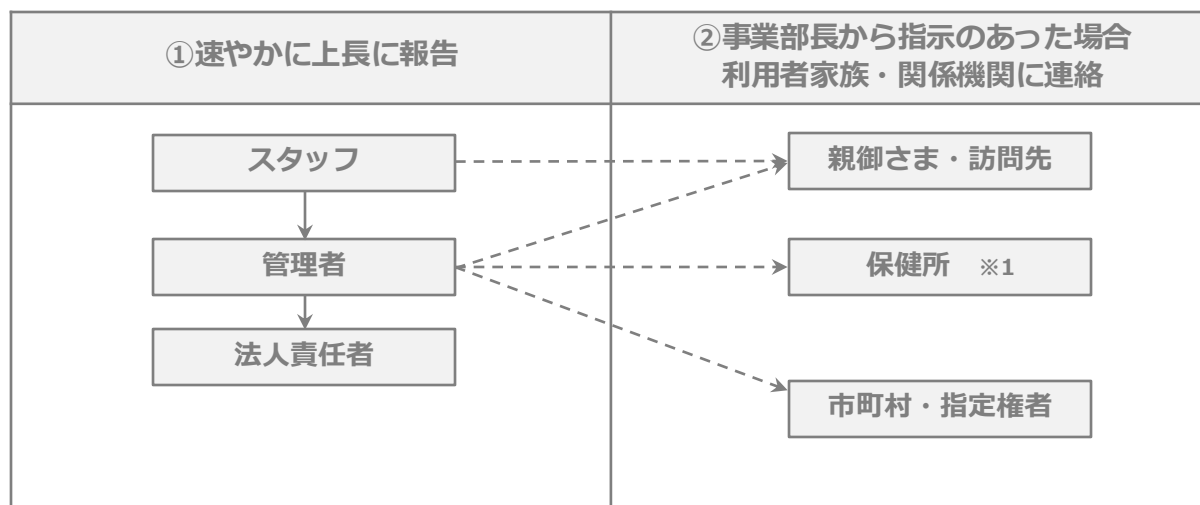 ①速やかに上長に報告
②事業部長から指示のあった場合
利用者家族・関係機関に連絡
スタッフ
管理者
法人責任者
親御さま・訪問先
保健所　※1
市町村・指定権者